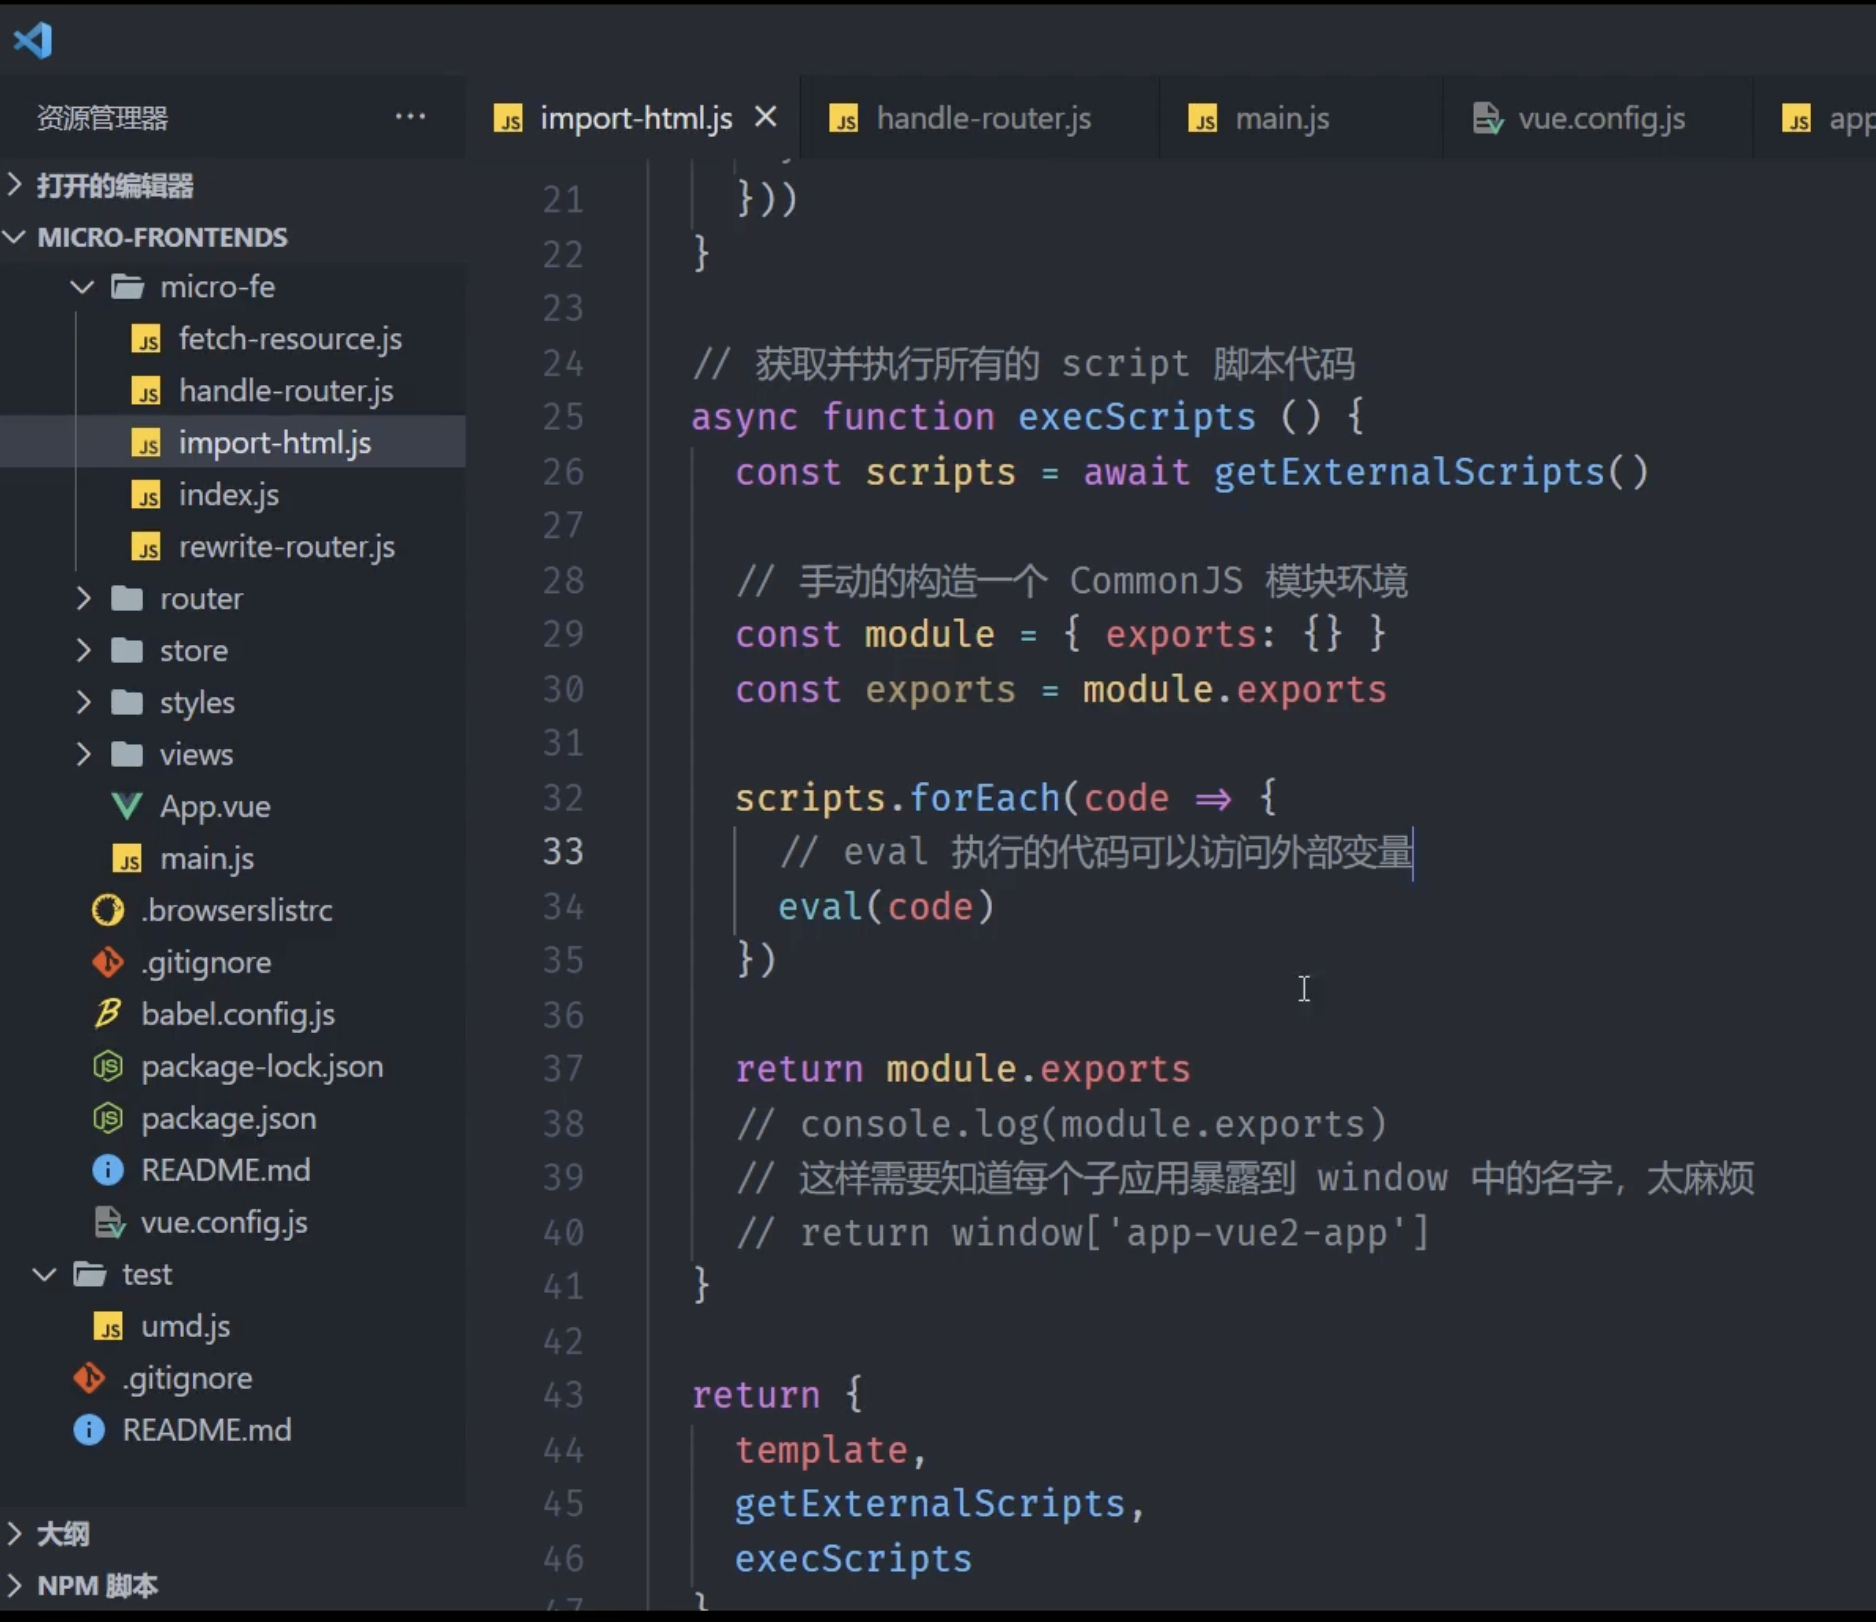 资源管理器 ...
打开的编辑器
MICRO-FRONTENDS
micro-fe
fetch-resource.js
handle-router.js
import-html.js
index.js
rewrite-router.js
router
store
styles
views
App.vue
main.js
.browserslistrc
.gitignore
babel.config.js
package-lock.json
package.json
README.md
vue.config.js
test
umd.js
.gitignore
README.md
大纲
NPM 脚本
import-html.js handle-router.js main.js vue.config.js app
21 }))
22 }
23
24 // 获取并执行所有的 script 脚本代码
25 async function execScripts () {
26 const scripts = await getExternalScripts()
27
28 // 手动的构造一个 CommonJS 模块环境
29 const module = { exports: {} }
30 const exports = module.exports
31
32 scripts.forEach(code => {
33 // eval 执行的代码可以访问外部变量
34 eval(code)
35 })
36
37 return module.exports
38 // console.log(module.exports)
39 // 这样需要知道每个子应用暴露到 window 中的名字，太麻烦
40 // return window['app-vue2-app']
41 }
42
43 return {
44 template,
45 getExternalScripts,
46 execScripts
47 }